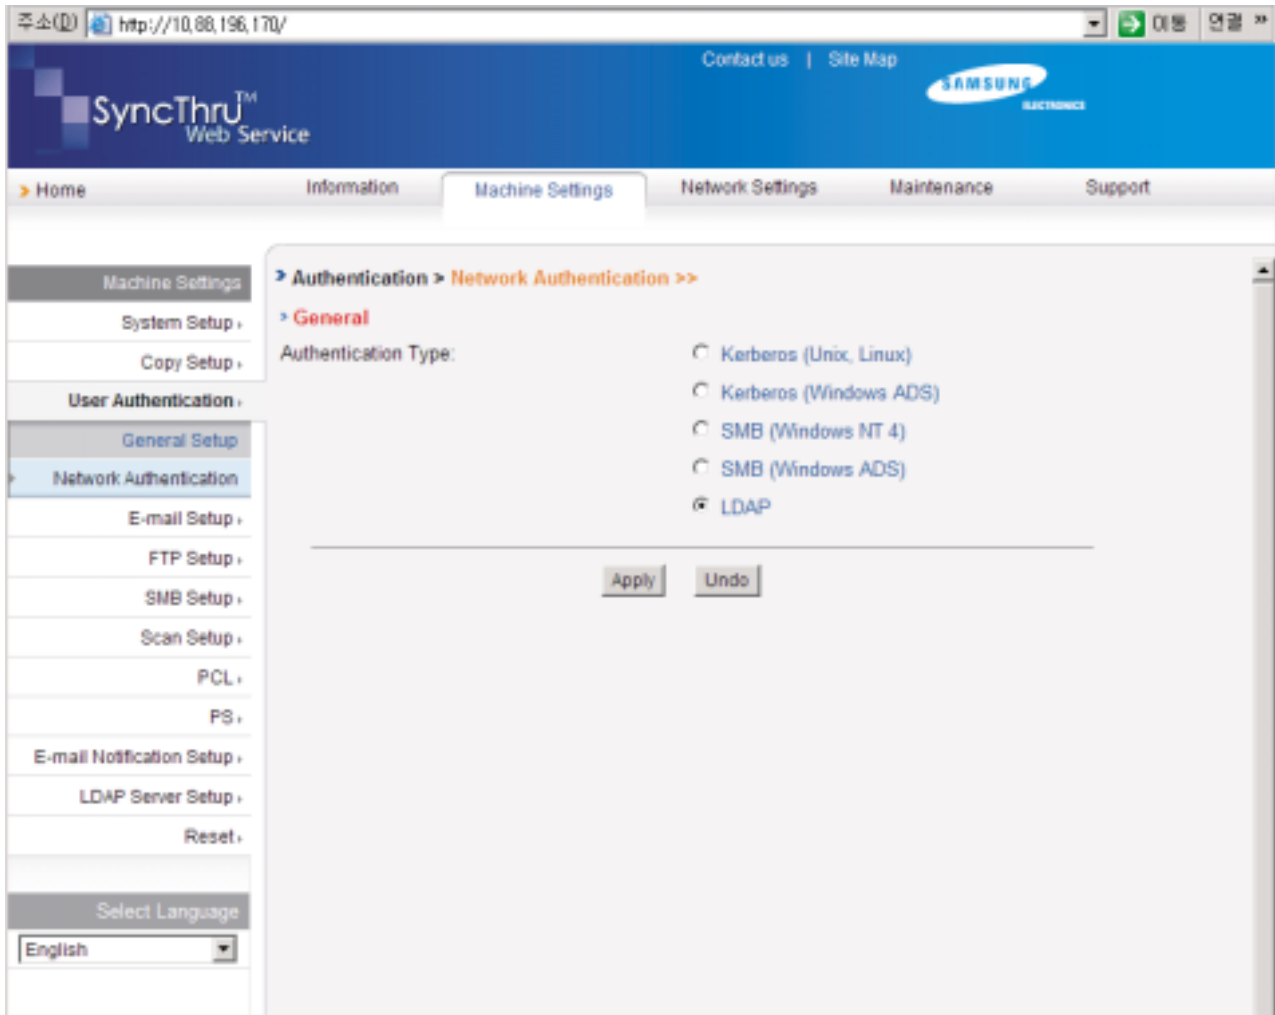 주소(D) http://10,88,196,170/ 이동 연결 »
Contact us | Site Map
SAMSUNG
ELECTRONICS
SyncThru™
Web Service
Home Information Machine Settings Network Settings Maintenance Support
Machine Settings
System Setup
Copy Setup
User Authentication
General Setup
Network Authentication
E-mail Setup
FTP Setup
SMB Setup
Scan Setup
PCL
PS
E-mail Notification Setup
LDAP Server Setup
Reset
Select Language
English
Authentication > Network Authentication >>
General
Authentication Type:
Kerberos (Unix, Linux)
Kerberos (Windows ADS)
SMB (Windows NT 4)
SMB (Windows ADS)
LDAP
Apply Undo